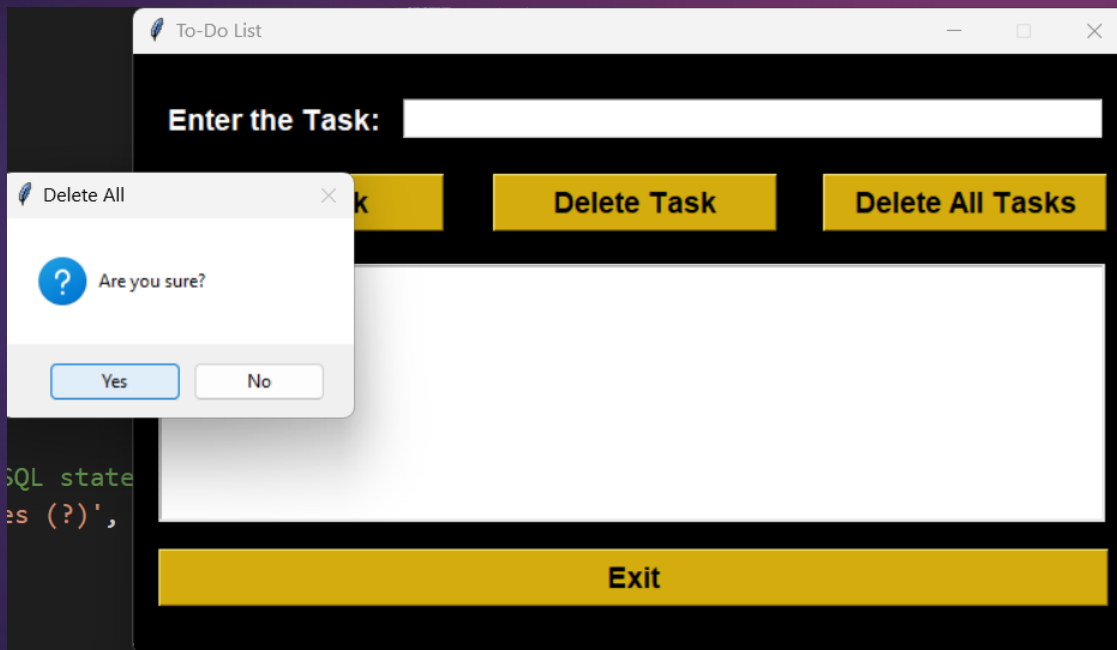 To-Do List
Enter the Task:
Delete Task
Delete All Tasks
Delete All
Are you sure?
Yes
No
SQL state
(?)',
Exit